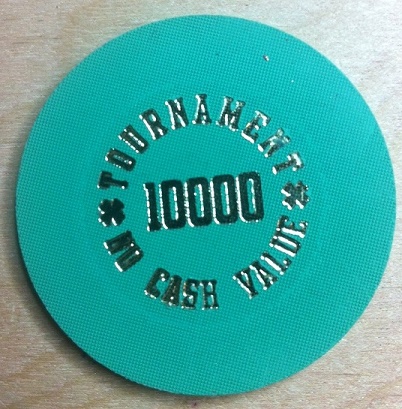 TOURNAMENT
10000
NO CASH VALUE